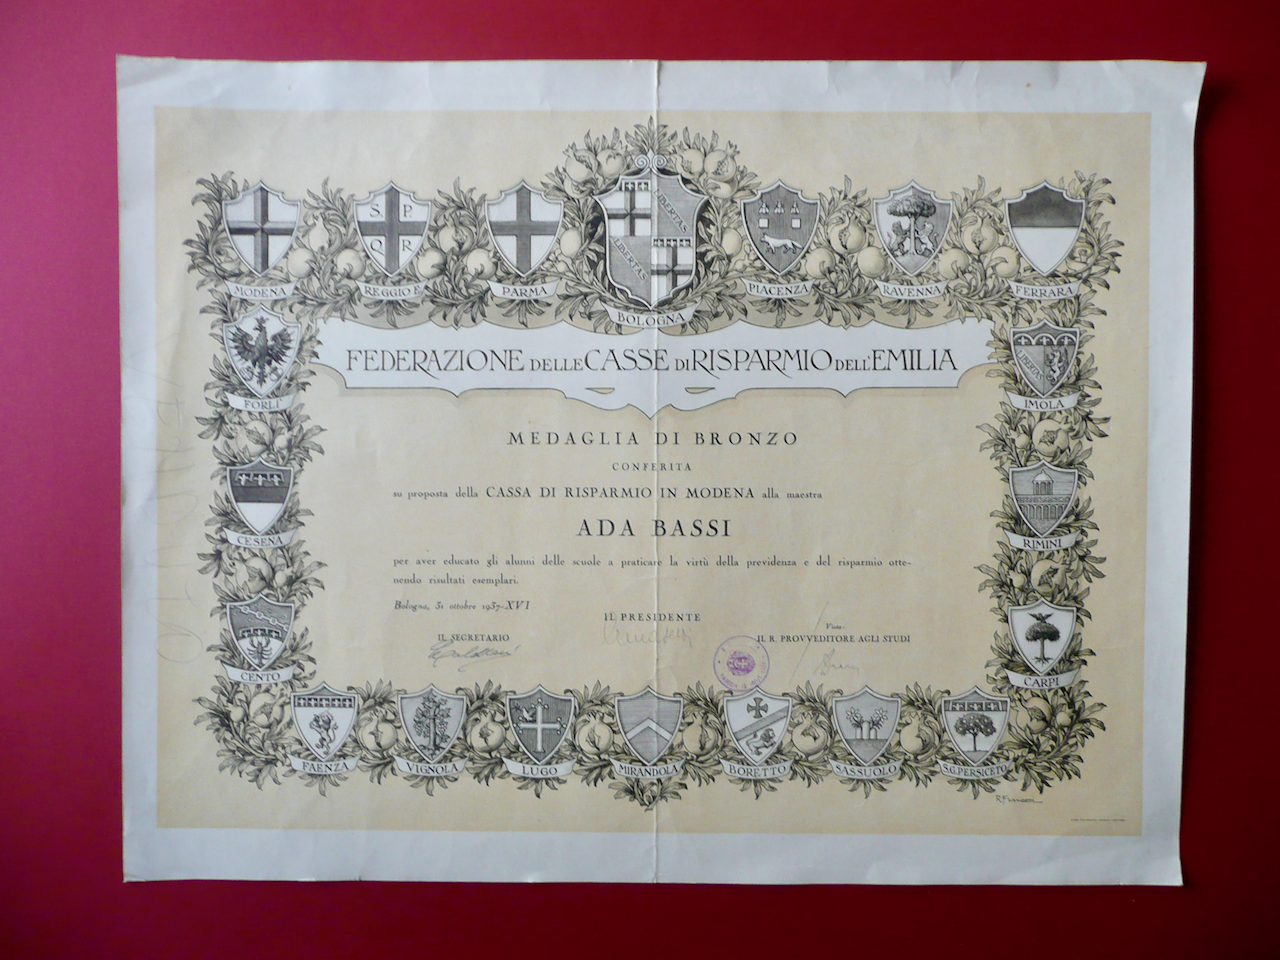 LIBERTAS
LIBERTAS
S. P.
Q R
MODENA
REGGIO E.
PARMA
BOLOGNA
PIACENZA
RAVENNA
FERRARA
FEDERAZIONE DELLE CASSE DI RISPARMIO DELL'EMILIA
FORLI'
LIBERTAS
IMOLA
MEDAGLIA DI BRONZO
CONFERITA
su proposta della CASSA DI RISPARMIO IN MODENA alla maestra
ADA BASSI
CESENA
RIMINI
per aver educato gli alunni delle scuole a praticare la virtù della previdenza e del risparmio otte-
nendo risultati esemplari.
Bologna, 31 ottobre 1937-XVI
IL PRESIDENTE
Visto:
IL SEGRETARIO
IL R. PROVVEDITORE AGLI STUDI
CENTO
CARPI
FAENZA
VIGNOLA
LUGO
MIRANDOLA
BORETTO
SASSUOLO
S.G. PERSICETO